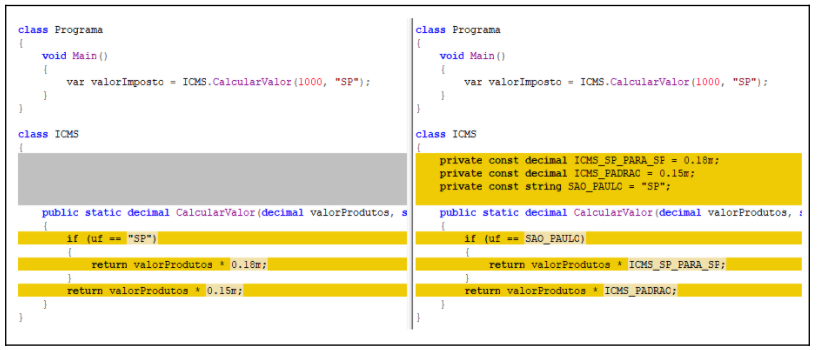 class Programa
{
void Main()
{
var valorImposto = ICMS.CalcularValor(1000, "SP");
}
}
class ICMS
{
public static decimal CalcularValor(decimal valorProdutos, s
{
if (uf == "SP")
{
return valorProdutos * 0.18m;
}
return valorProdutos * 0.15m;
}
}
class Programa
{
void Main()
{
var valorImposto = ICMS.CalcularValor(1000, "SP");
}
}
class ICMS
{
private const decimal ICMS_SP_PARA_SP = 0.18m;
private const decimal ICMS_PADRAO = 0.15m;
private const string SAO_PAULO = "SP";
public static decimal CalcularValor(decimal valorProdutos, s
{
if (uf == SAO_PAULO)
{
return valorProdutos * ICMS_SP_PARA_SP;
}
return valorProdutos * ICMS_PADRAO;
}
}